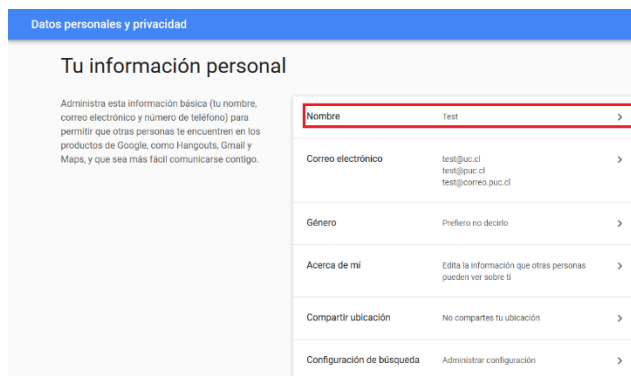 Datos personales y privacidad
Tu información personal
Administra esta información básica (tu nombre,
correo electrónico y número de teléfono) para
permitir que otras personas te encuentren en los
productos de Google, como Hangouts, Gmail y
Maps, y que sea más fácil comunicarse contigo.
Nombre Test
Correo electrónico test@uc.cl
test@puc.cl
test@correo.puc.cl
Género Prefiero no decirlo
Acerca de mí Edita la información que otras personas
pueden ver sobre ti
Compartir ubicación No compartes tu ubicación
Configuración de búsqueda Administrar configuración